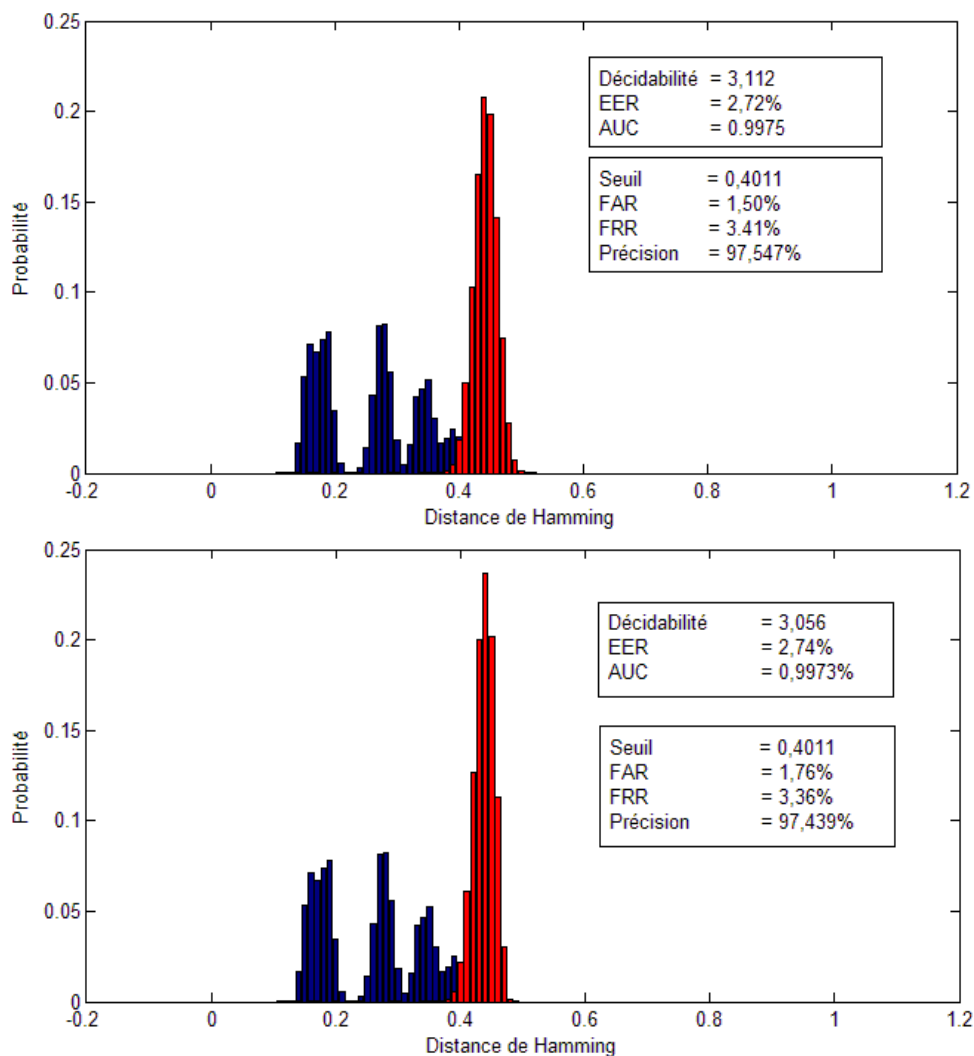 0.25
Décidabilité = 3,112
EER = 2,72%
AUC = 0.9975
0.2
Seuil = 0,4011
FAR = 1,50%
FRR = 3.41%
Précision = 97,547%
0.15
Probabilité
0.1
0.05
0
-0.2 0 0.2 0.4 0.6 0.8 1 1.2
Distance de Hamming
0.25
Décidabilité = 3,056
EER = 2,74%
AUC = 0,9973%
0.2
0.15
Seuil = 0,4011
FAR = 1,76%
FRR = 3,36%
Précision = 97,439%
Probabilité
0.1
0.05
0
-0.2 0 0.2 0.4 0.6 0.8 1 1.2
Distance de Hamming